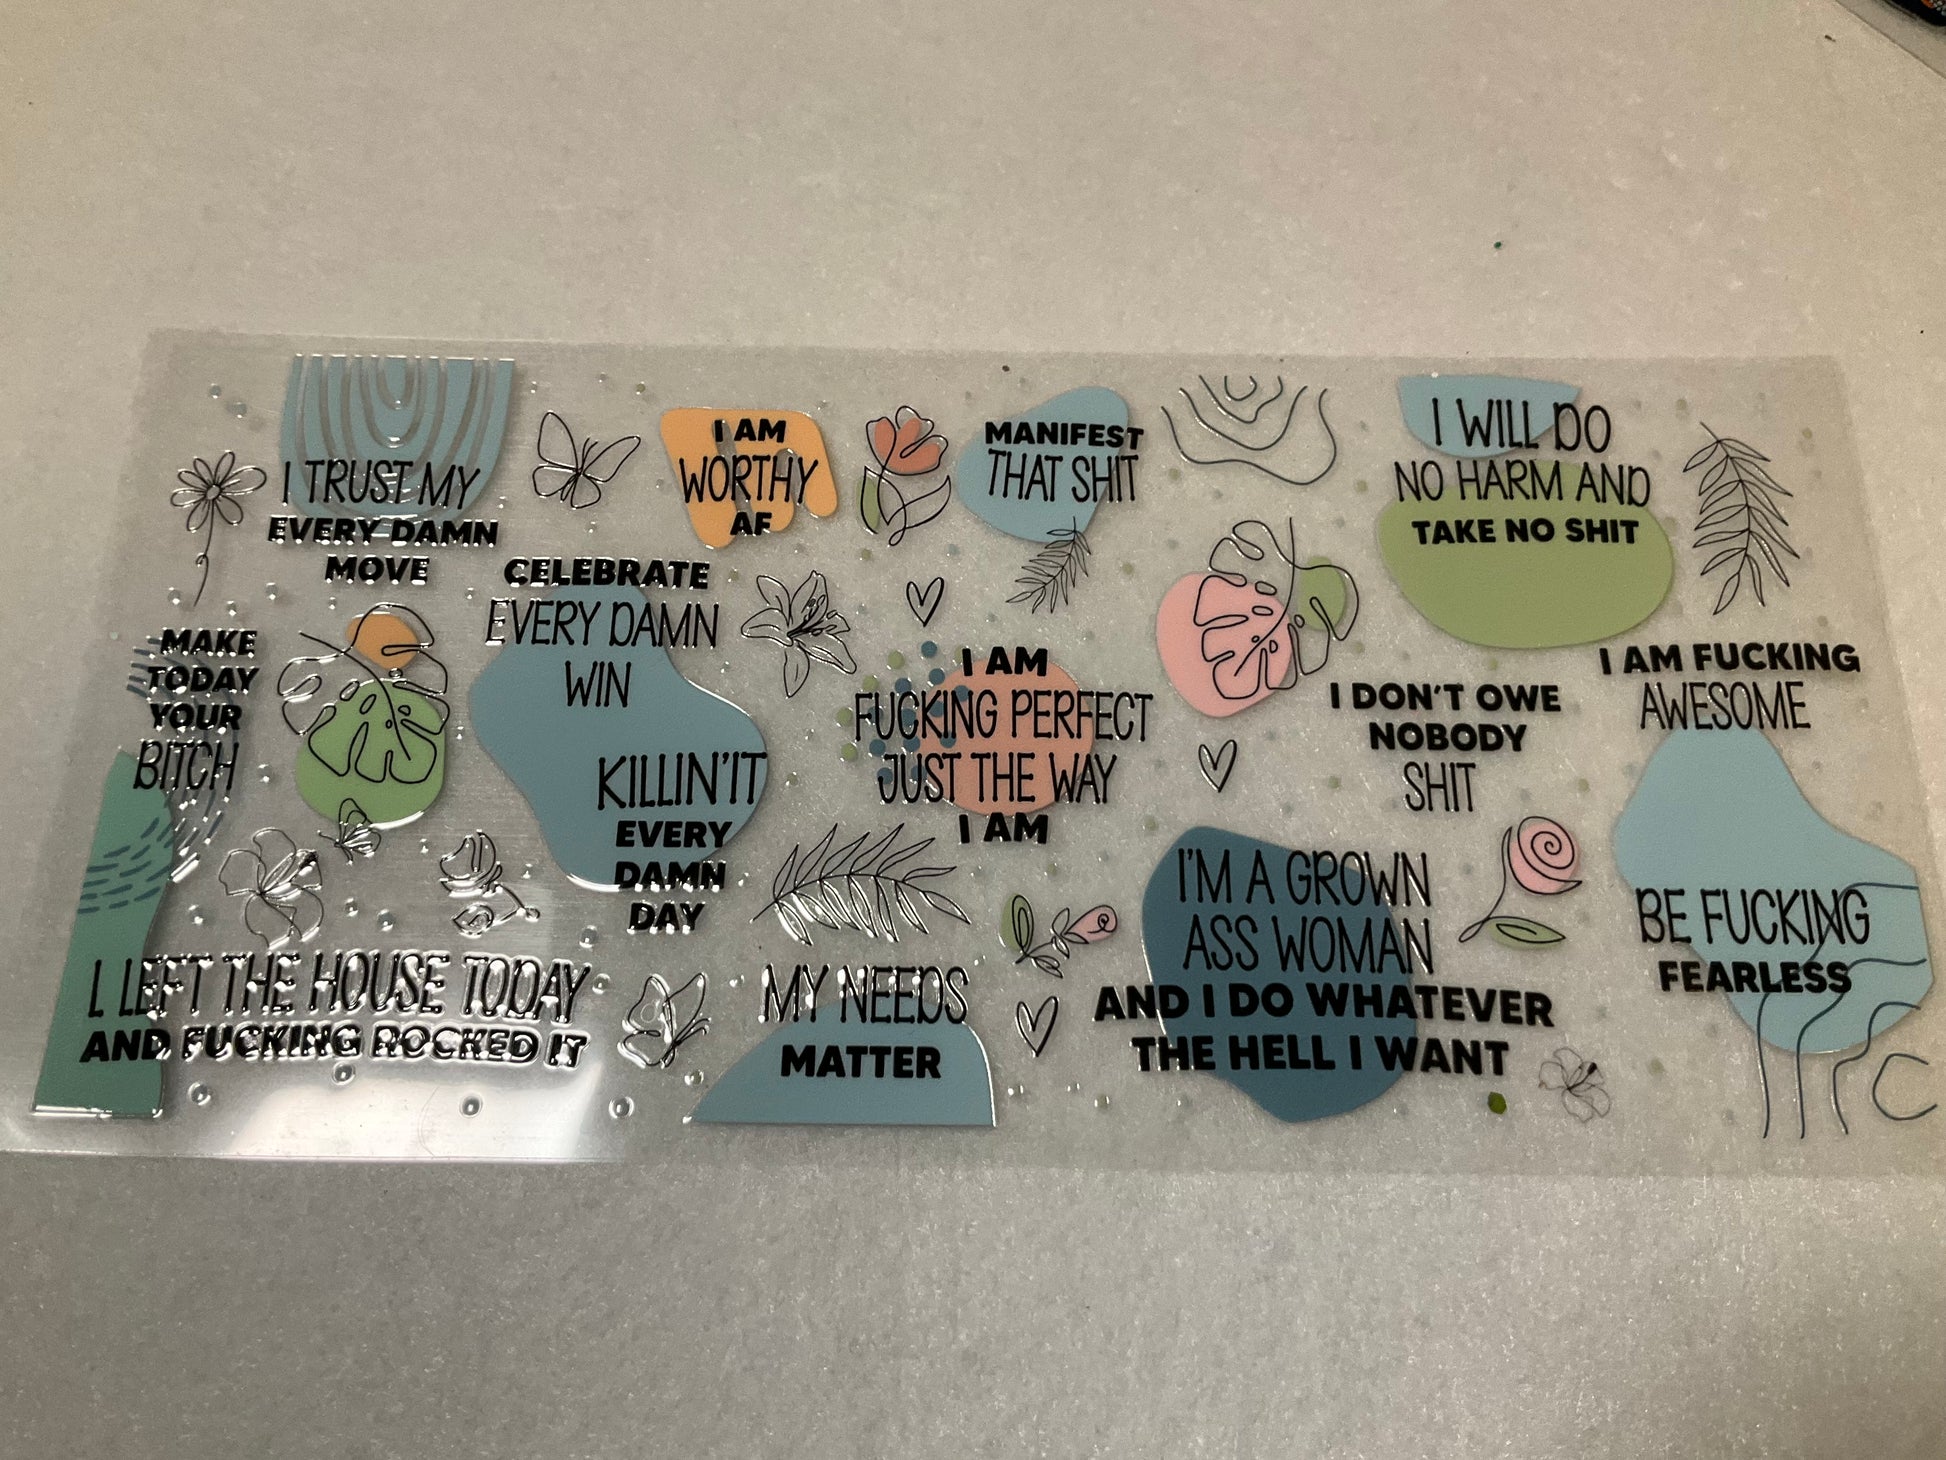 I TRUST MY
EVERY DAMN
MOVE
I AM
WORTHY
AF
MANIFEST
THAT SHIT
I WILL DO
NO HARM AND
TAKE NO SHIT
MAKE
TODAY
YOUR
BITCH
CELEBRATE
EVERY DAMN
WIN
KILLIN'IT
EVERY
DAMN
DAY
I AM
FUCKING PERFECT
JUST THE WAY
I AM
I DON'T OWE
NOBODY
SHIT
I AM FUCKING
AWESOME
I LEFT THE HOUSE TODAY
AND FUCKING ROCKED IT
MY NEEDS
MATTER
I'M A GROWN
ASS WOMAN
AND I DO WHATEVER
THE HELL I WANT
BE FUCKING
FEARLESS